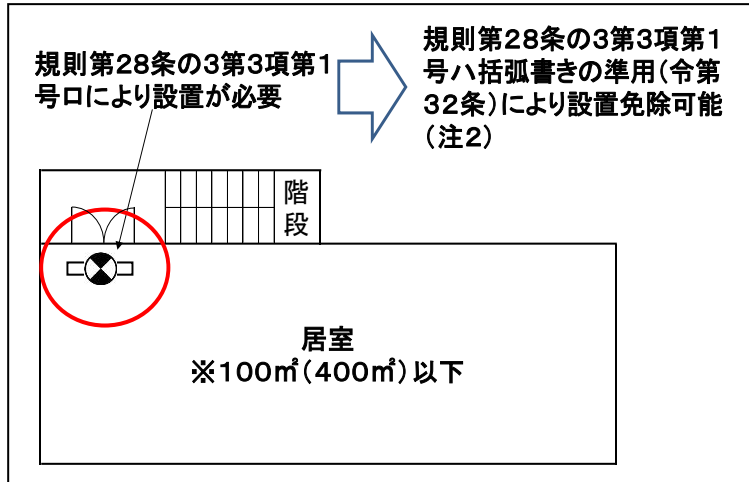 規則第28条の3第3項第1
号ロにより設置が必要
規則第28条の3第3項第1
号ハ括弧書きの準用(令第
32条)により設置免除可能
(注2)
階
段
居室
※100㎡(400㎡)以下